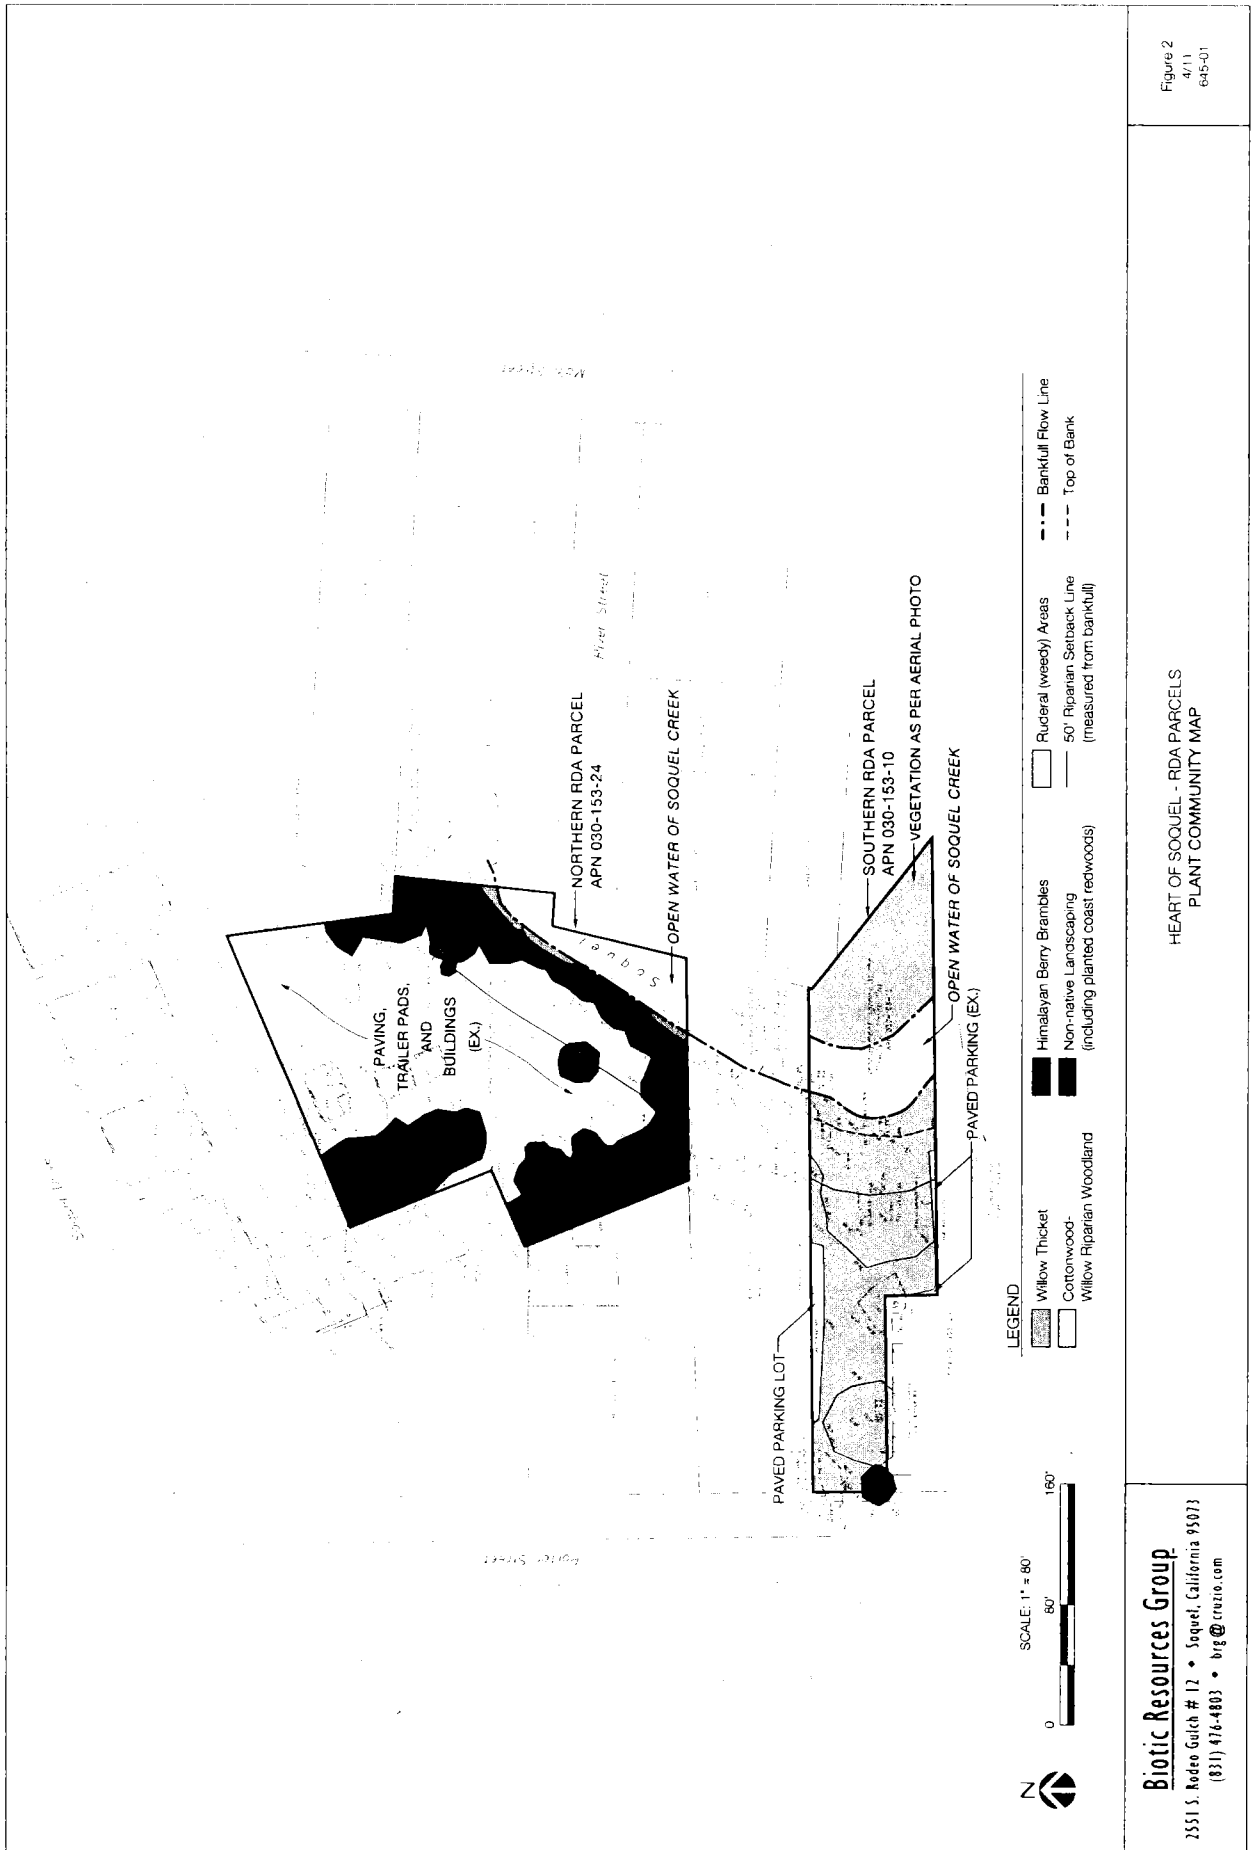 River Street
Porter Street
NORTHERN RDA PARCEL
APN 030-153-24
OPEN WATER OF SOQUEL CREEK
PAVING,
TRAILER PADS,
AND
BUILDINGS
(EX.)
Soquel
SOUTHERN RDA PARCEL
APN 030-153-10
VEGETATION AS PER AERIAL PHOTO
OPEN WATER OF SOQUEL CREEK
PAVED PARKING (EX.)
PAVED PARKING LOT
N
SCALE: 1" = 80'
0 80' 160'
LEGEND
Willow Thicket
Cottonwood-
Willow Riparian Woodland
Himalayan Berry Brambles
Non-native Landscaping
(including planted coast redwoods)
Ruderal (weedy) Areas
50' Riparian Setback Line
(measured from bankfull)
Bankfull Flow Line
Top of Bank
Biotic Resources Group
2551 S. Rodeo Gulch # 12 • Soquel, California 95073
(831) 476-4803 • brg@cruzio.com
HEART OF SOQUEL - RDA PARCELS
PLANT COMMUNITY MAP
Figure 2
4/11
645-01